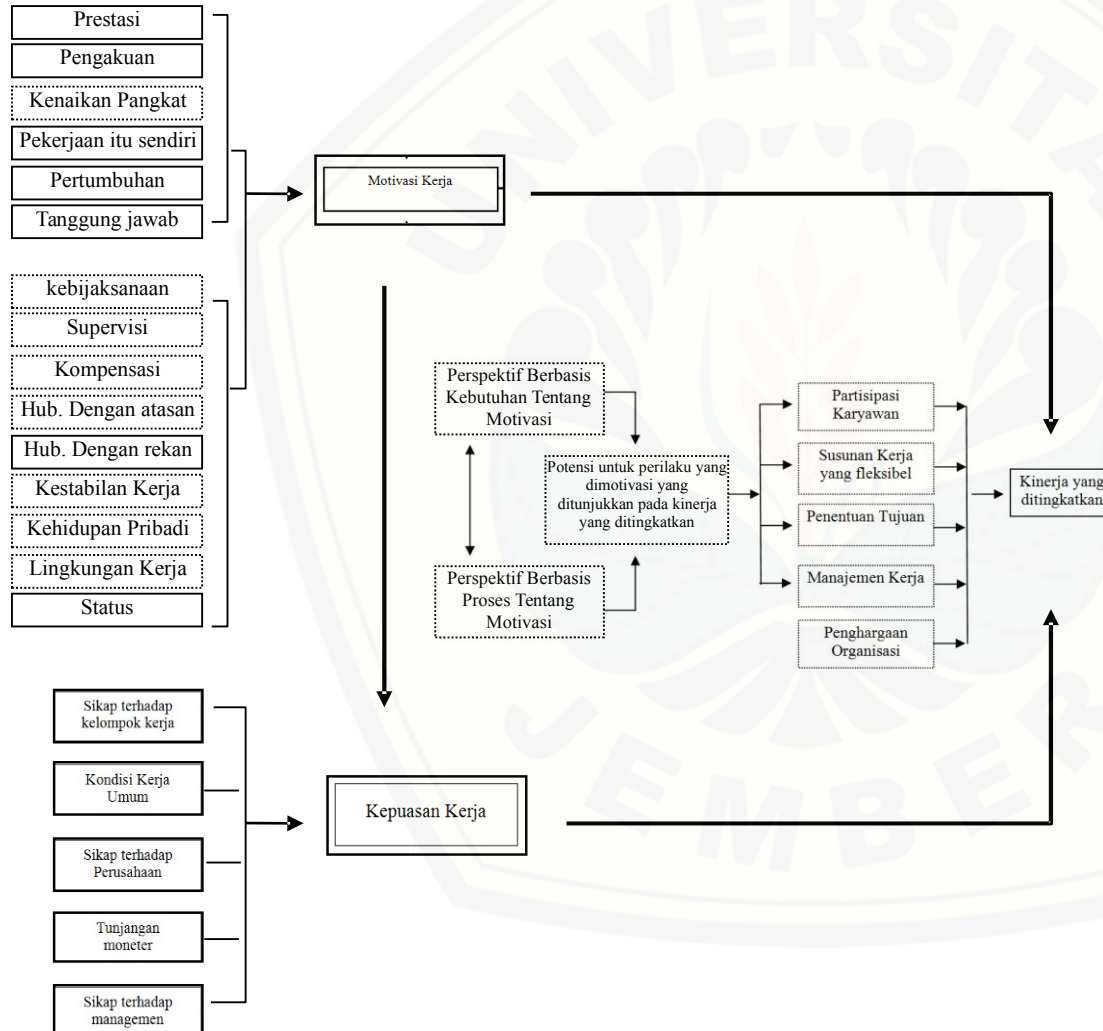 Prestasi
Pengakuan
Kenaikan Pangkat
Pekerjaan itu sendiri
Pertumbuhan
Tanggung jawab
kebijaksanaan
Supervisi
Kompensasi
Hub. Dengan atasan
Hub. Dengan rekan
Kestabilan Kerja
Kehidupan Pribadi
Lingkungan Kerja
Status
Sikap terhadap
kelompok kerja
Kondisi Kerja
Umum
Sikap terhadap
Perusahaan
Tunjangan
moneter
Sikap terhadap
managemen
Motivasi Kerja
Kepuasan Kerja
Perspektif Berbasis
Kebutuhan Tentang
Motivasi
Perspektif Berbasis
Proses Tentang
Motivasi
Potensi untuk perilaku yang
dimotivasi yang
ditunjukkan pada kinerja
yang ditingkatkan
Partisipasi
Karyawan
Susunan Kerja
yang fleksibel
Penentuan Tujuan
Manajemen Kerja
Penghargaan
Organisasi
Kinerja yang
ditingkatkan
UNIVERSITA
JEMBER